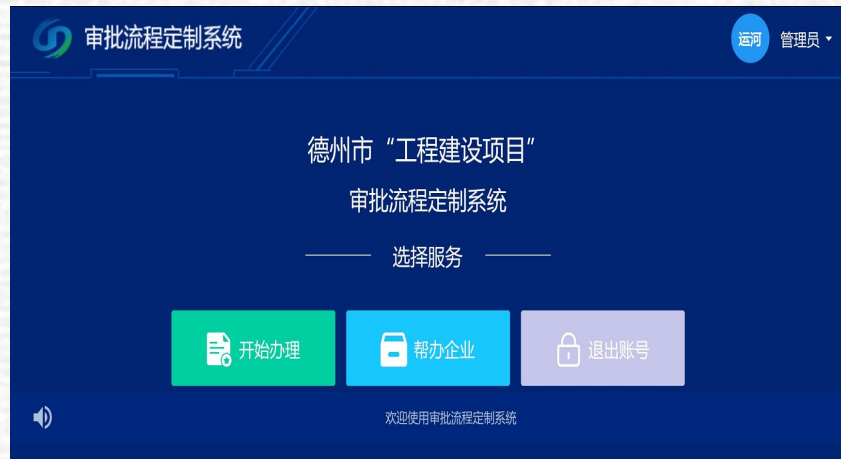 审批流程定制系统
运河 管理员
德州市“工程建设项目”
审批流程定制系统
选择服务
开始办理 帮办企业 退出账号
欢迎使用审批流程定制系统